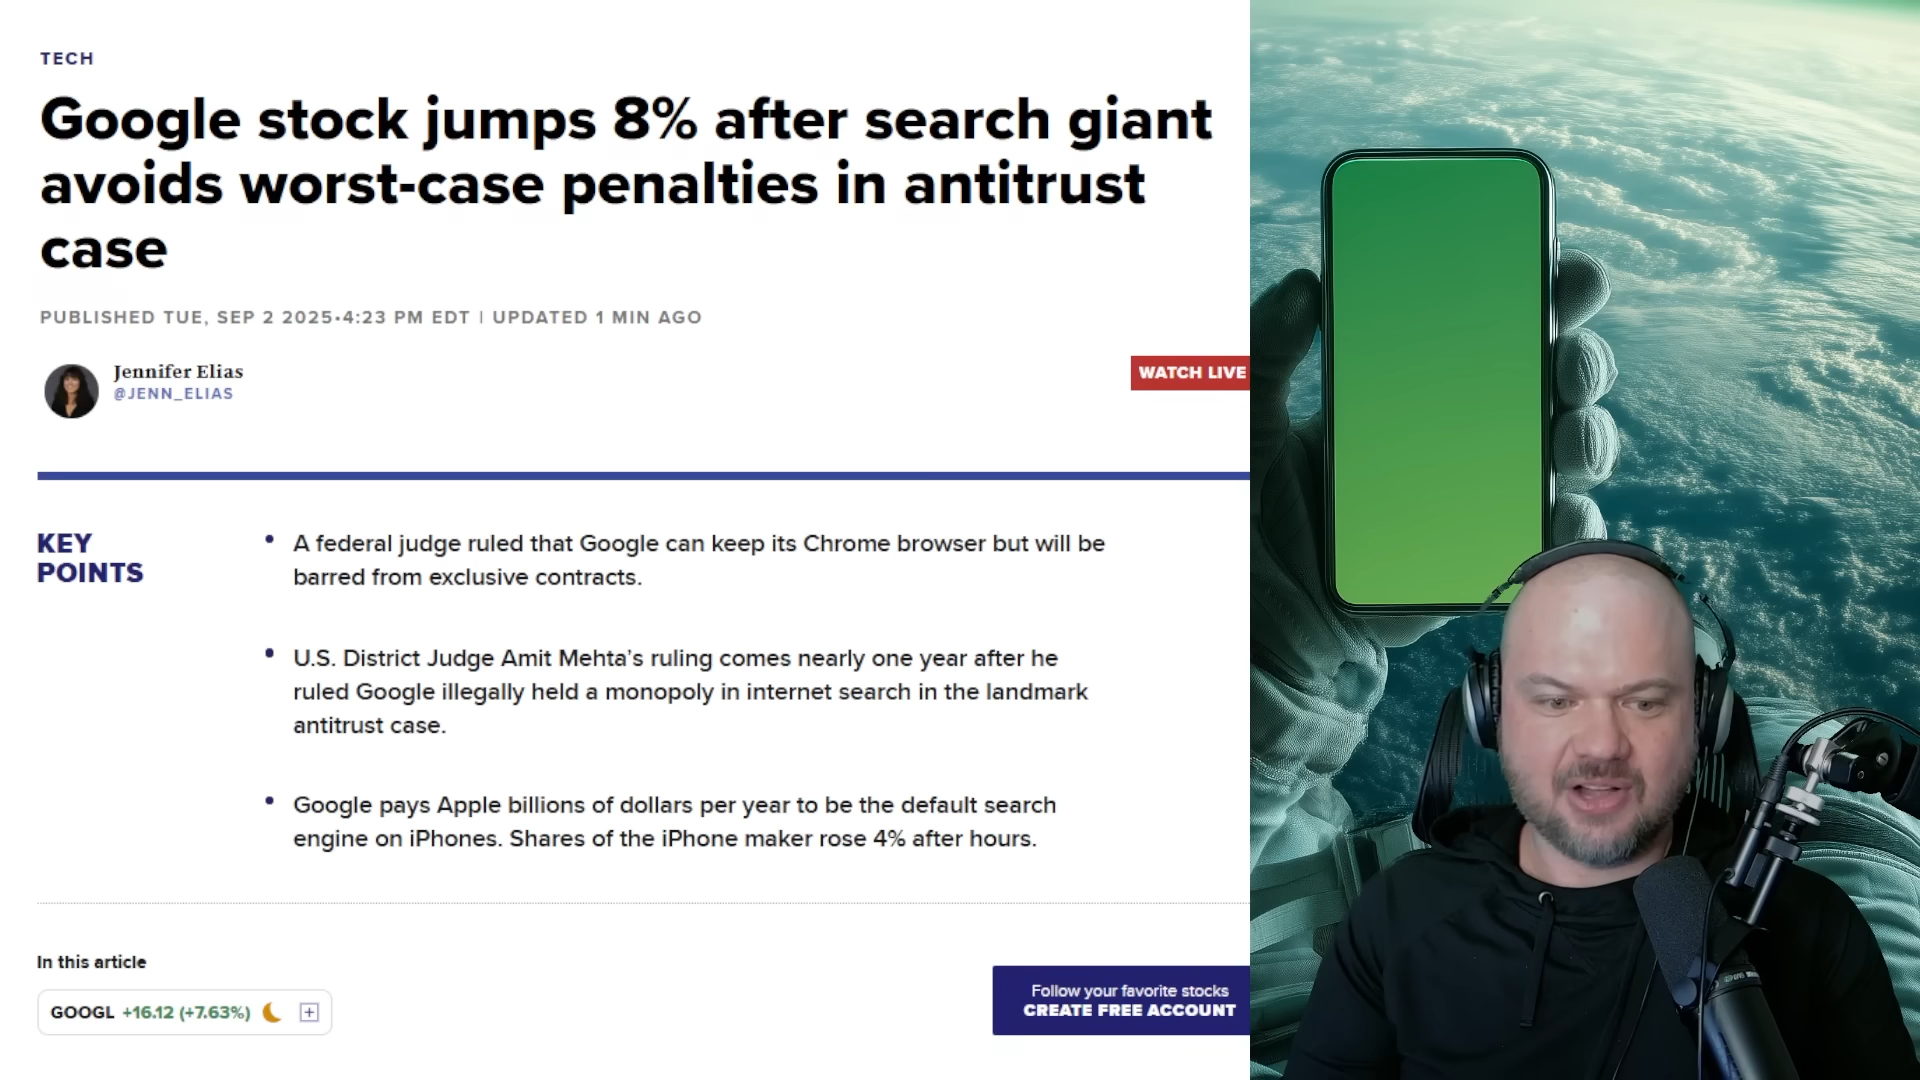 TECH
Google stock jumps 8% after search giant
avoids worst-case penalties in antitrust
case
PUBLISHED TUE, SEP 2 2025•4:23 PM EDT | UPDATED 1 MIN AGO
Jennifer Elias
@JENN_ELIAS
WATCH LIVE
KEY
POINTS
• A federal judge ruled that Google can keep its Chrome browser but will be
barred from exclusive contracts.
• U.S. District Judge Amit Mehta’s ruling comes nearly one year after he
ruled Google illegally held a monopoly in internet search in the landmark
antitrust case.
• Google pays Apple billions of dollars per year to be the default search
engine on iPhones. Shares of the iPhone maker rose 4% after hours.
In this article
GOOGL +16.12 (+7.63%)
Follow your favorite stocks
CREATE FREE ACCOUNT